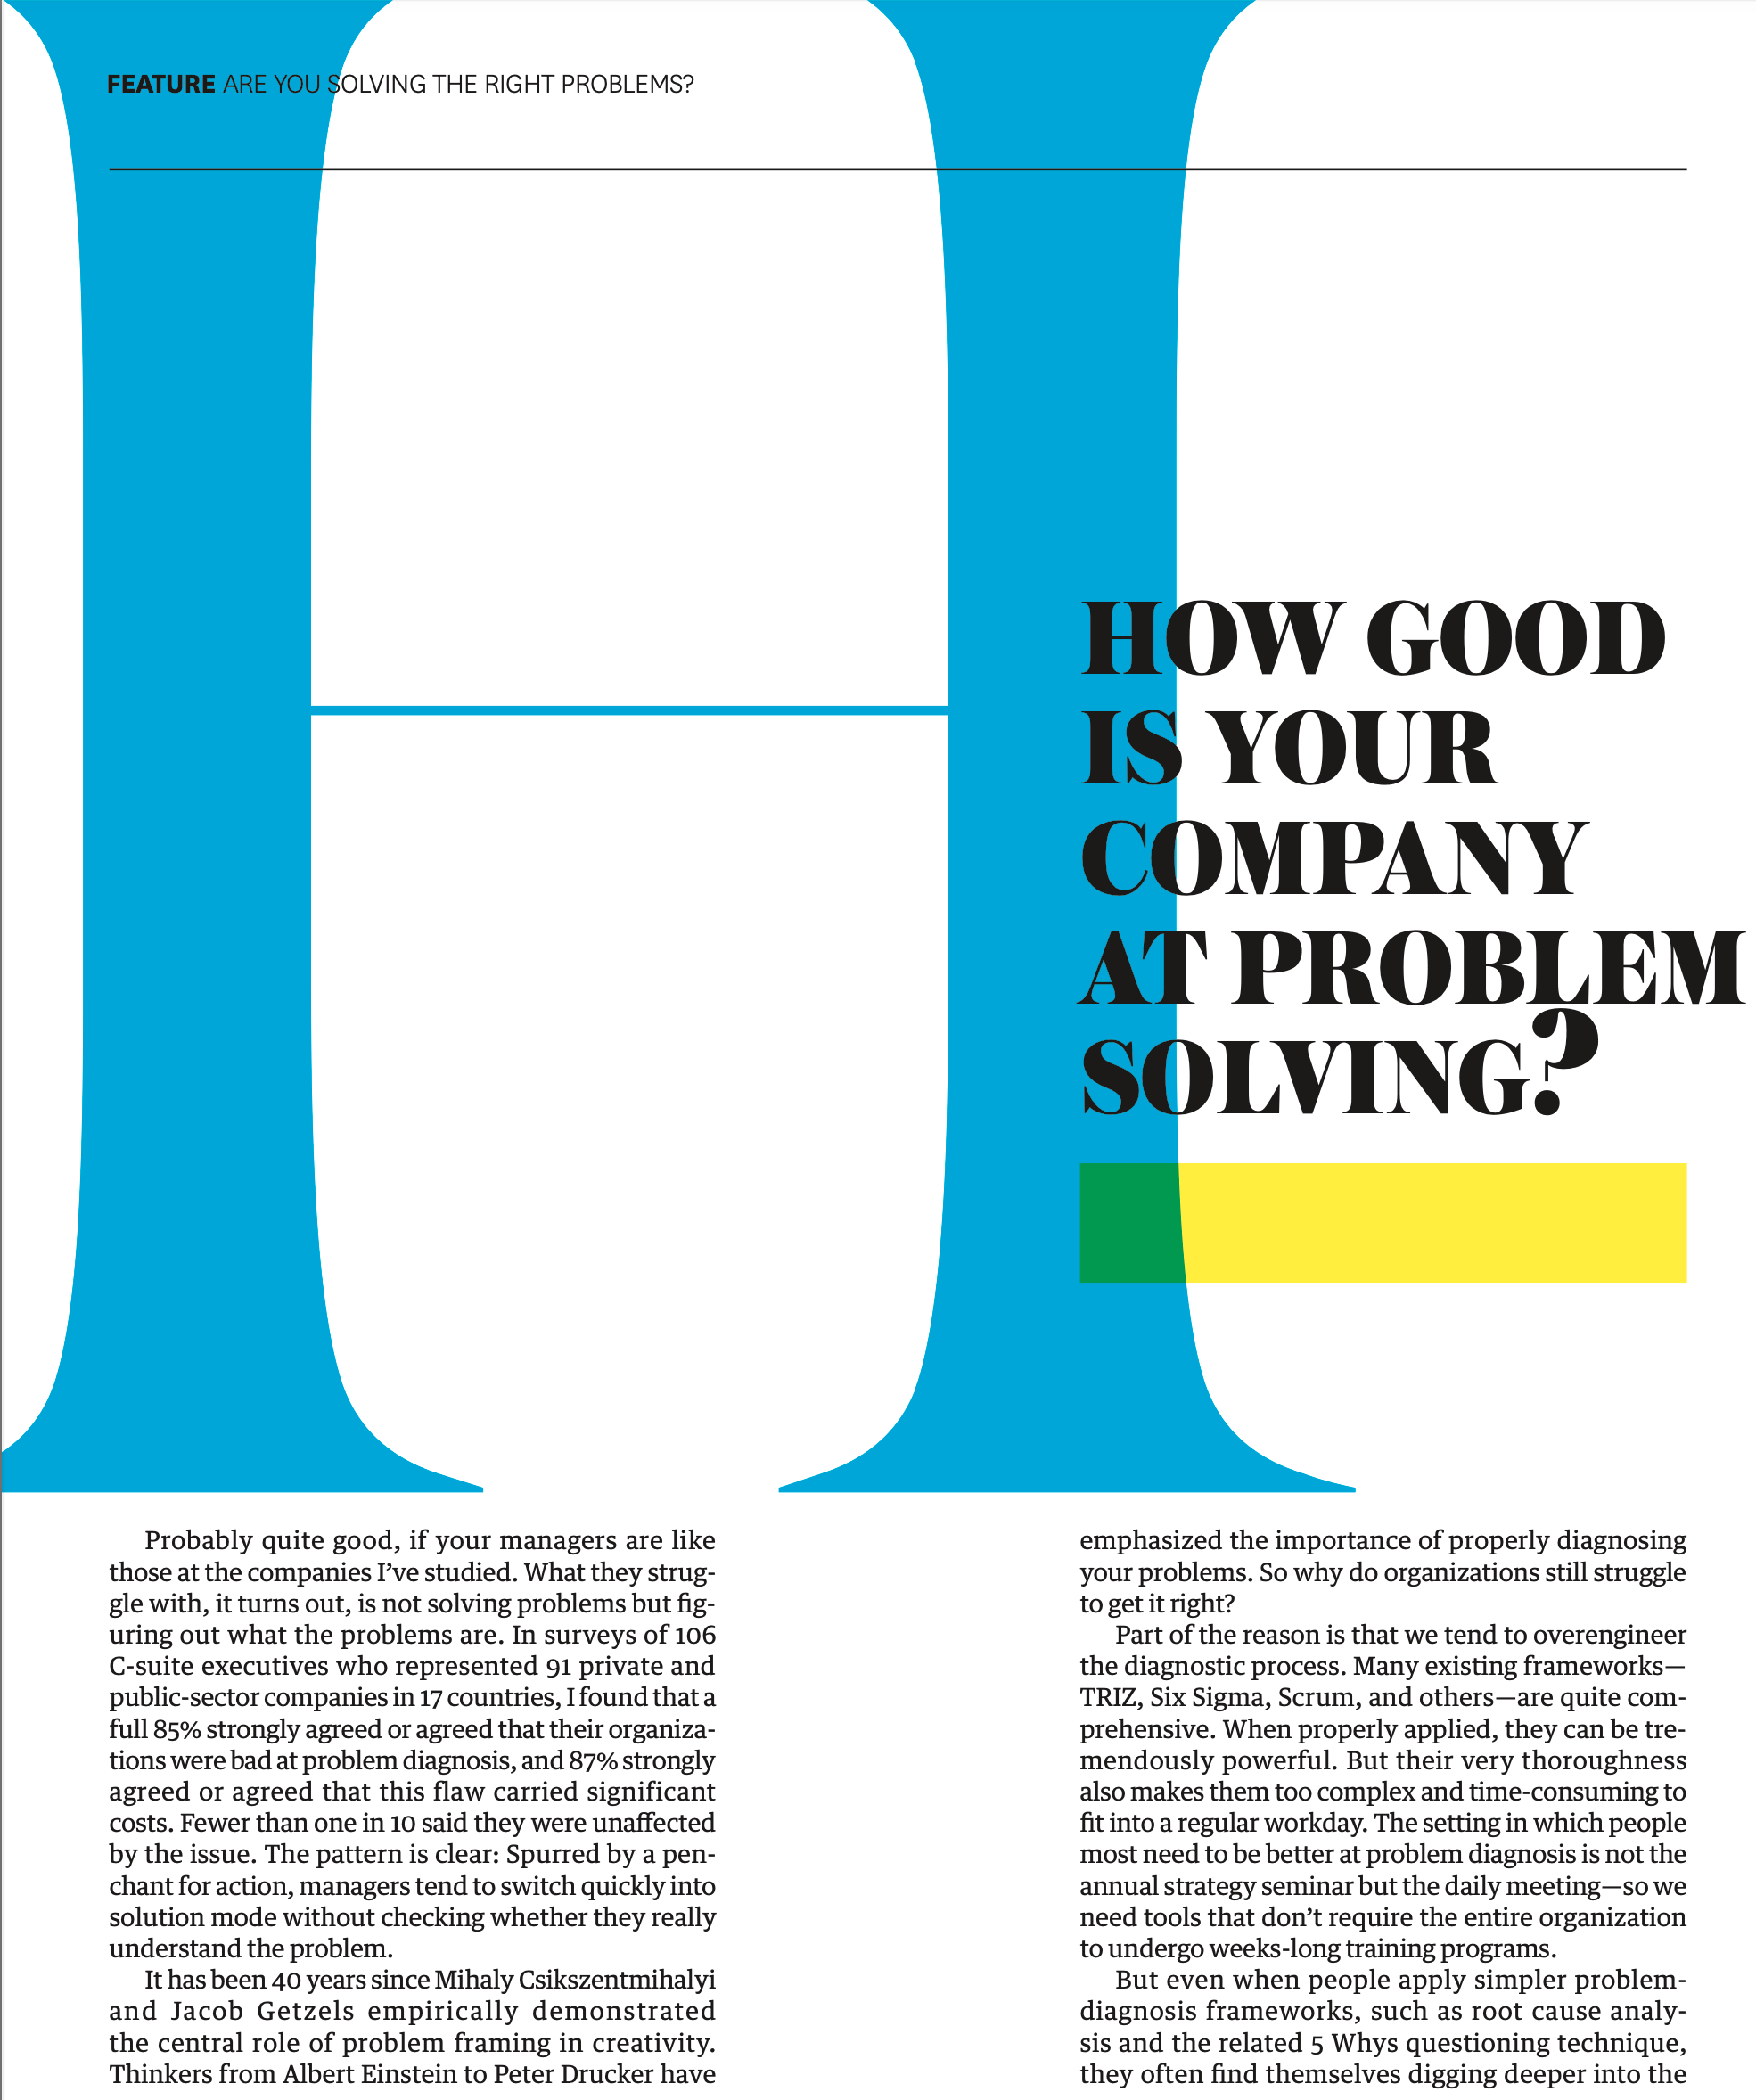 FEATURE ARE YOU SOLVING THE RIGHT PROBLEMS?
HOW GOOD
IS YOUR
COMPANY
AT PROBLEM
SOLVING?
Probably quite good, if your managers are like
those at the companies I’ve studied. What they strug-
gle with, it turns out, is not solving problems but fig-
uring out what the problems are. In surveys of 106
C-suite executives who represented 91 private and
public-sector companies in 17 countries, I found that a
full 85% strongly agreed or agreed that their organiza-
tions were bad at problem diagnosis, and 87% strongly
agreed or agreed that this flaw carried significant
costs. Fewer than one in 10 said they were unaffected
by the issue. The pattern is clear: Spurred by a pen-
chant for action, managers tend to switch quickly into
solution mode without checking whether they really
understand the problem.
It has been 40 years since Mihaly Csikszentmihalyi
and Jacob Getzels empirically demonstrated
the central role of problem framing in creativity.
Thinkers from Albert Einstein to Peter Drucker have
emphasized the importance of properly diagnosing
your problems. So why do organizations still struggle
to get it right?
Part of the reason is that we tend to overengineer
the diagnostic process. Many existing frameworks—
TRIZ, Six Sigma, Scrum, and others—are quite com-
prehensive. When properly applied, they can be tre-
mendously powerful. But their very thoroughness
also makes them too complex and time-consuming to
fit into a regular workday. The setting in which people
most need to be better at problem diagnosis is not the
annual strategy seminar but the daily meeting—so we
need tools that don’t require the entire organization
to undergo weeks-long training programs.
But even when people apply simpler problem-
diagnosis frameworks, such as root cause analy-
sis and the related 5 Whys questioning technique,
they often find themselves digging deeper into the